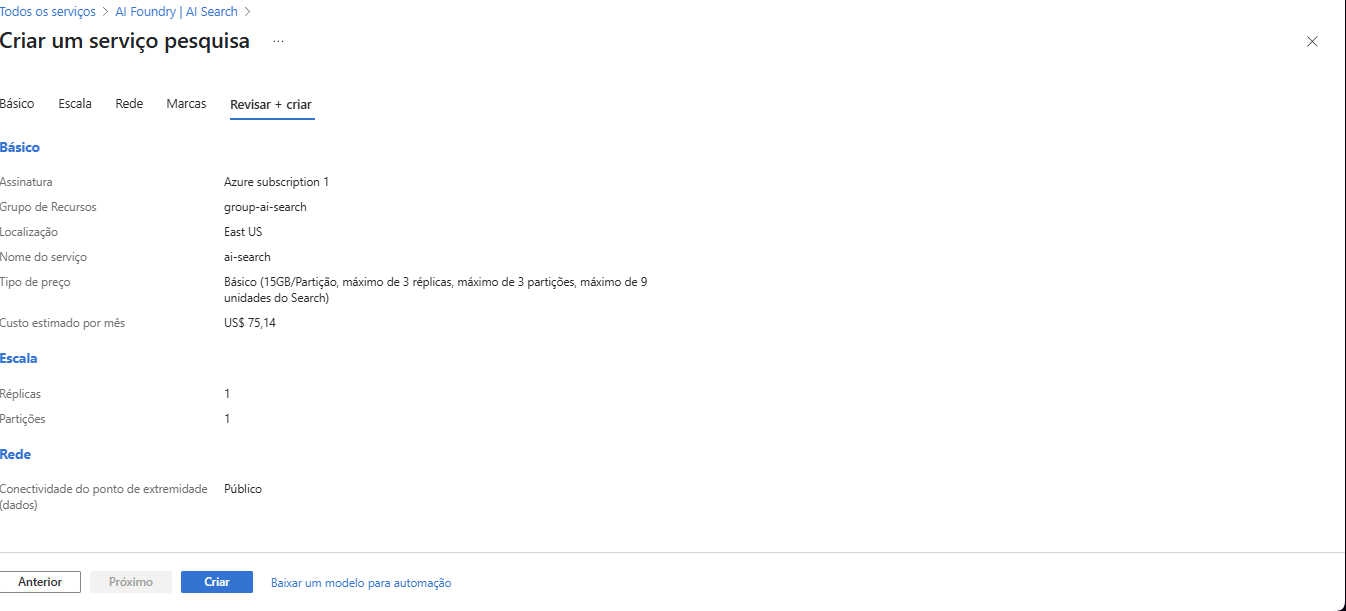 Todos os serviços > AI Foundry | AI Search >
Criar um serviço pesquisa ...
Básico Escala Rede Marcas Revisar + criar
Básico
Assinatura Azure subscription 1
Grupo de Recursos group-ai-search
Localização East US
Nome do serviço ai-search
Tipo de preço Básico (15GB/Partição, máximo de 3 réplicas, máximo de 3 partições, máximo de 9
unidades do Search)
Custo estimado por mês US$ 75,14
Escala
Réplicas 1
Partições 1
Rede
Conectividade do ponto de extremidade Público
(dados)
Anterior Próximo Criar Baixar um modelo para automação